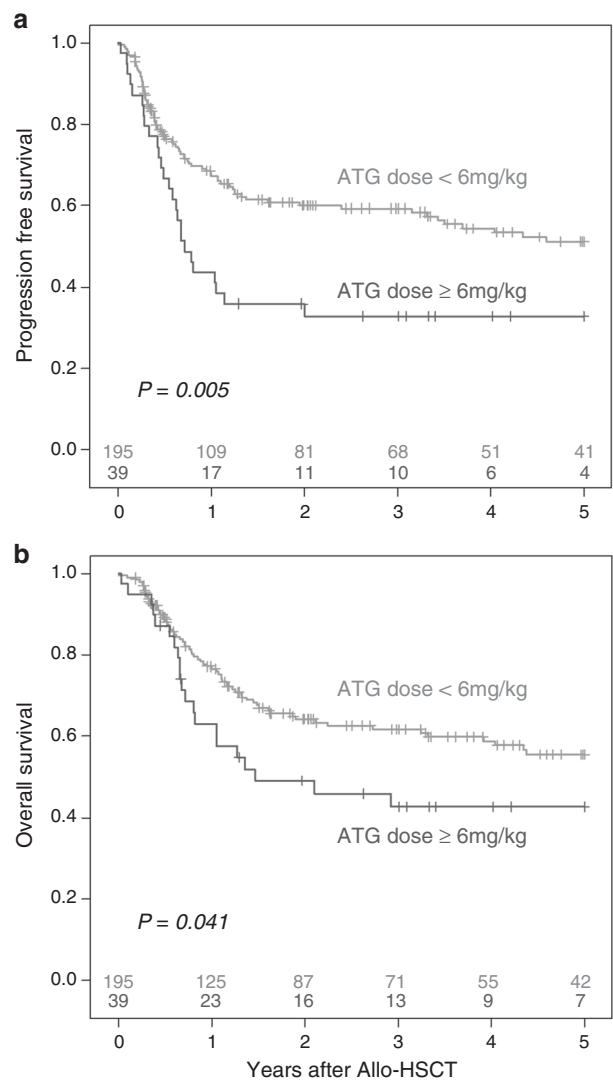 a
1.0
0.8
0.6
0.4
0.2
0.0
Progression free survival
ATG dose < 6mg/kg
ATG dose ≥ 6mg/kg
P = 0.005
195 109 81 68 51 41
39 17 11 10 6 4
0 1 2 3 4 5
b
1.0
0.8
0.6
0.4
0.2
0.0
Overall survival
ATG dose < 6mg/kg
ATG dose ≥ 6mg/kg
P = 0.041
195 125 87 71 55 42
39 23 16 13 9 7
0 1 2 3 4 5
Years after Allo-HSCT